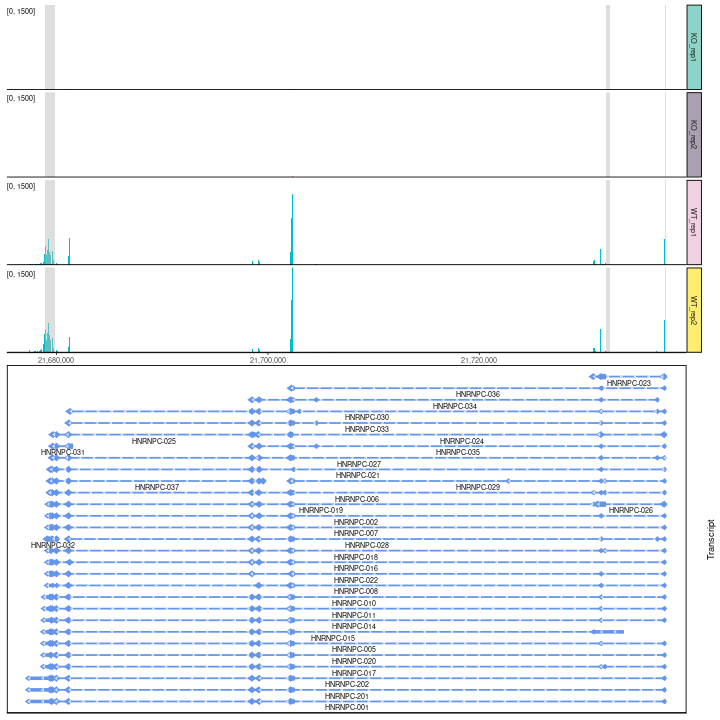 [0, 1500]
KO_rep1
[0, 1500]
KO_rep2
[0, 1500]
WT_rep1
[0, 1500]
WT_rep2
21,680,000 21,700,000 21,720,000
HNRNPC-023
HNRNPC-036
HNRNPC-034
HNRNPC-030
HNRNPC-033
HNRNPC-025 HNRNPC-024
HNRNPC-031 HNRNPC-035
HNRNPC-027
HNRNPC-021
HNRNPC-037 HNRNPC-029
HNRNPC-006
HNRNPC-019 HNRNPC-026
HNRNPC-002
HNRNPC-007
HNRNPC-032 HNRNPC-028
HNRNPC-018
HNRNPC-016
HNRNPC-022
HNRNPC-008
HNRNPC-010
HNRNPC-011
HNRNPC-014
HNRNPC-015
HNRNPC-005
HNRNPC-020
HNRNPC-017
HNRNPC-202
HNRNPC-201
HNRNPC-001
Transcript